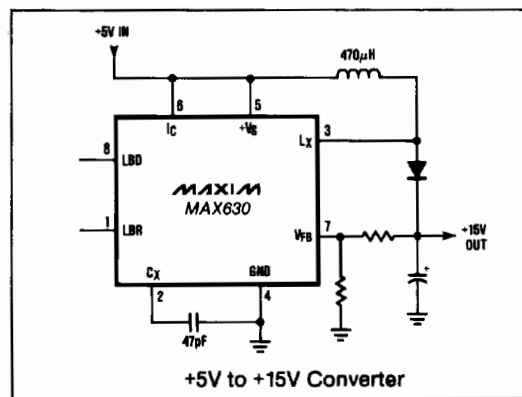 +5V IN
470μH
6
5
IC
+VS
LX
3
8
LBD
MAXIM
MAX630
1
LBR
VFB
7
+15V
OUT
CX
GND
2
4
47pF
+5V to +15V Converter